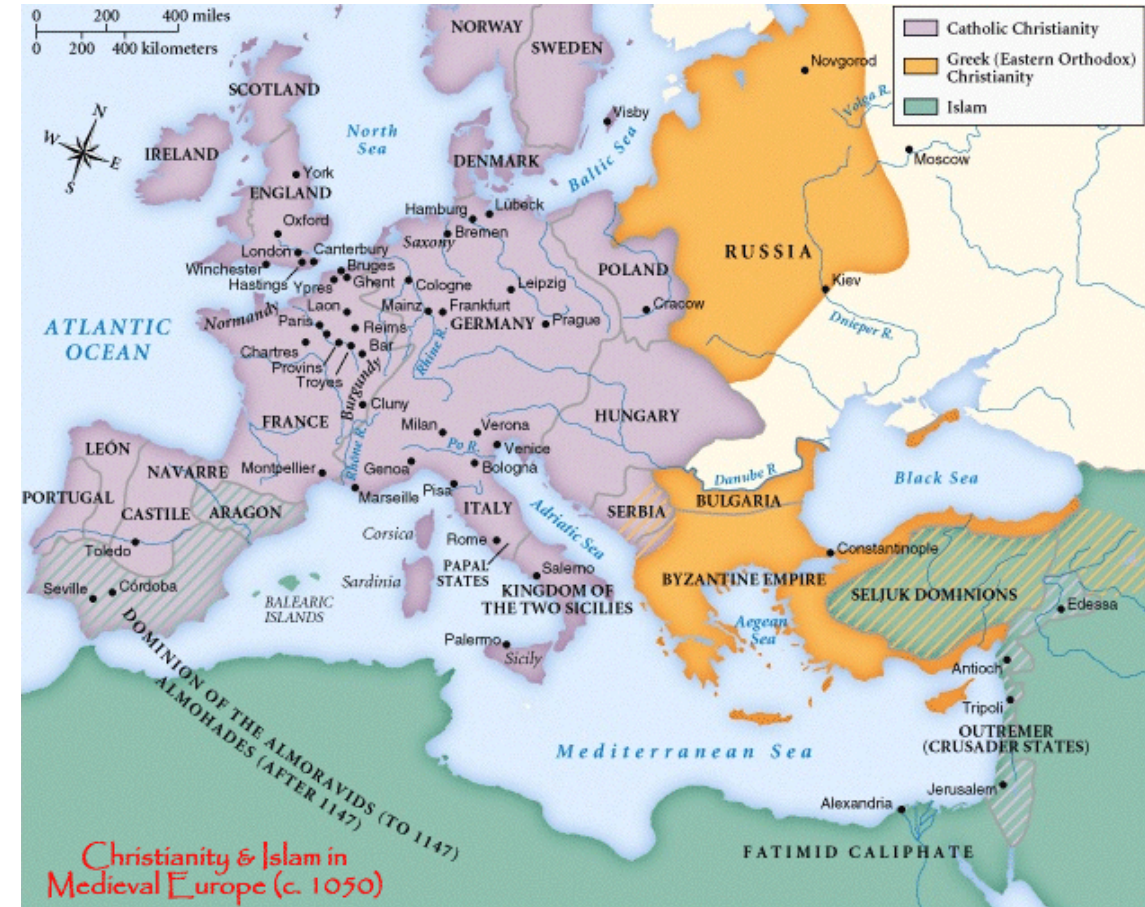 0 200 400 miles
0 200 400 kilometers
N
W
E
S
Catholic Christianity
Greek (Eastern Orthodox)
Christianity
Islam
NORWAY
SWEDEN
Novgorod
Volga R.
Moscow
SCOTLAND
North
Sea
Visby
Baltic Sea
IRELAND
DENMARK
York
ENGLAND
Oxford
Hamburg
Lübeck
Bremen
Saxony
RUSSIA
London
Canterbury
Winchester
Hastings
Bruges
Ghent
Ypres
Cologne
Leipzig
POLAND
Kiev
Laon
Mainz
Frankfurt
Cracow
Normandy
Paris
Reims
GERMANY
Prague
Dnieper R.
ATLANTIC
OCEAN
Chartres
Bar
Rhine R.
Provins
Troyes
Burgundy
Cluny
HUNGARY
FRANCE
Milan
Verona
LEÓN
Venice
Po R.
NAVARRE
Montpellier
Rhône R.
Genoa
Bologna
Danube R.
Black Sea
PORTUGAL
Marseille
Pisa
BULGARIA
CASTILE
ARAGON
ITALY
SERBIA
Corsica
Adriatic Sea
Toledo
Rome
Constantinople
PAPAL
STATES
Salerno
BYZANTINE EMPIRE
Sardinia
Seville
Córdoba
KINGDOM OF
THE TWO SICILIES
SELJUK DOMINIONS
Edessa
BALEARIC
ISLANDS
Aegean
Sea
Palermo
Sicily
Antioch
Tripoli
DOMINION OF THE ALMORAVIDS (TO 1147)
ALMOHADES (AFTER 1147)
OUTREMER
(CRUSADER STATES)
Mediterranean Sea
Jerusalem
Alexandria
FATIMID CALIPHATE
Christianity & Islam in
Medieval Europe (c. 1050)